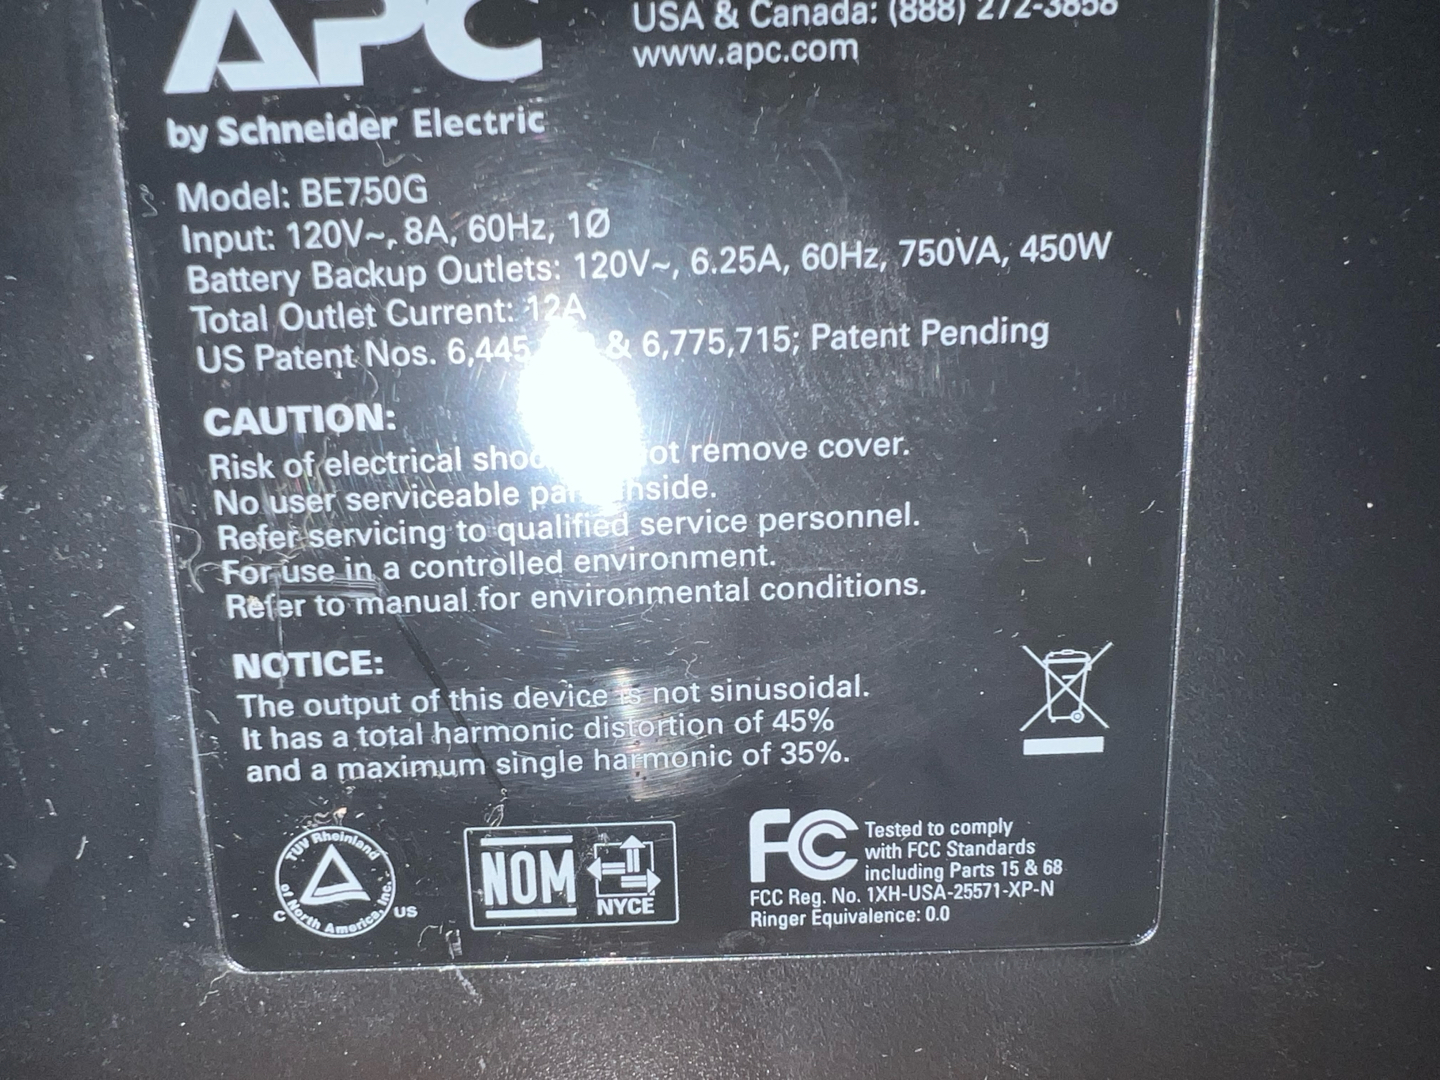 APC
USA & Canada: (888) 272-3858
www.apc.com
by Schneider Electric
Model: BE750G
Input: 120V~, 8A, 60Hz, 1Ø
Battery Backup Outlets: 120V~, 6.25A, 60Hz, 750VA, 450W
Total Outlet Current: 12A
US Patent Nos. 6,445, & 6,775,715; Patent Pending
CAUTION:
Risk of electrical remove cover.
No user serviceable
Refer servicing to qualified service personnel.
For use in a controlled environment.
Refer to manual for environmental conditions.
NOTICE:
The output of this device is not sinusoidal.
It has a total harmonic distortion of 45%
and a maximum single harmonic of 35%.
TÜV Rheinland
of North America, Inc.
C US
NOM
NYCE
FC Tested to comply
with FCC Standards
including Parts 15 & 68
FCC Reg. No. 1XH-USA-25571-XP-N
Ringer Equivalence: 0.0